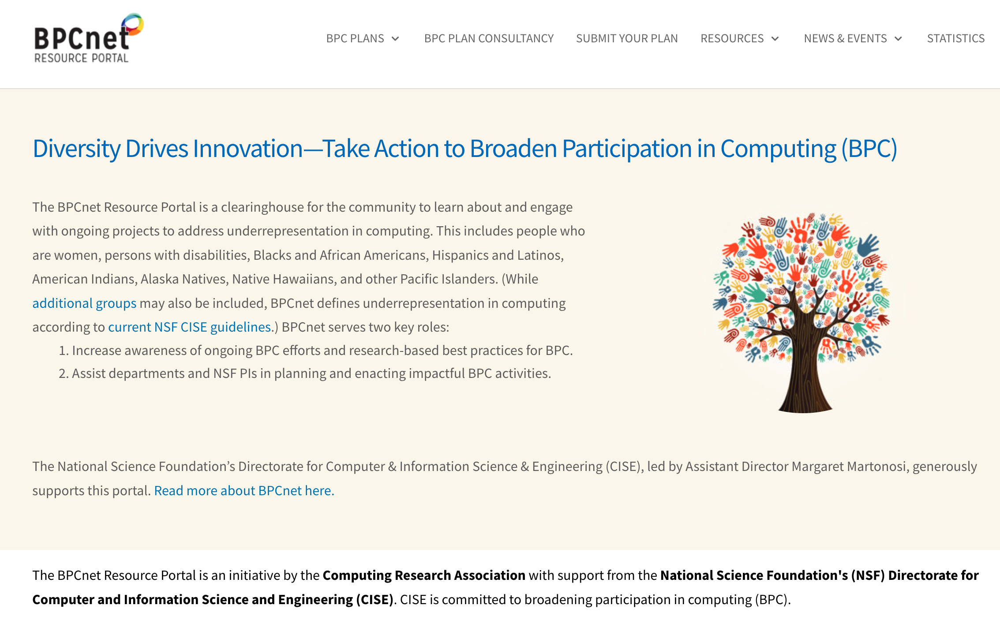 BPCnet
RESOURCE PORTAL
BPC PLANS
BPC PLAN CONSULTANCY
SUBMIT YOUR PLAN
RESOURCES
NEWS & EVENTS
STATISTICS
Diversity Drives Innovation—Take Action to Broaden Participation in Computing (BPC)
The BPCnet Resource Portal is a clearinghouse for the community to learn about and engage
with ongoing projects to address underrepresentation in computing. This includes people who
are women, persons with disabilities, Blacks and African Americans, Hispanics and Latinos,
American Indians, Alaska Natives, Native Hawaiians, and other Pacific Islanders. (While
additional groups may also be included, BPCnet defines underrepresentation in computing
according to current NSF CISE guidelines.) BPCnet serves two key roles:
1. Increase awareness of ongoing BPC efforts and research-based best practices for BPC.
2. Assist departments and NSF PIs in planning and enacting impactful BPC activities.
The National Science Foundation’s Directorate for Computer & Information Science & Engineering (CISE), led by Assistant Director Margaret Martonosi, generously
supports this portal. Read more about BPCnet here.
The BPCnet Resource Portal is an initiative by the Computing Research Association with support from the National Science Foundation's (NSF) Directorate for
Computer and Information Science and Engineering (CISE). CISE is committed to broadening participation in computing (BPC).